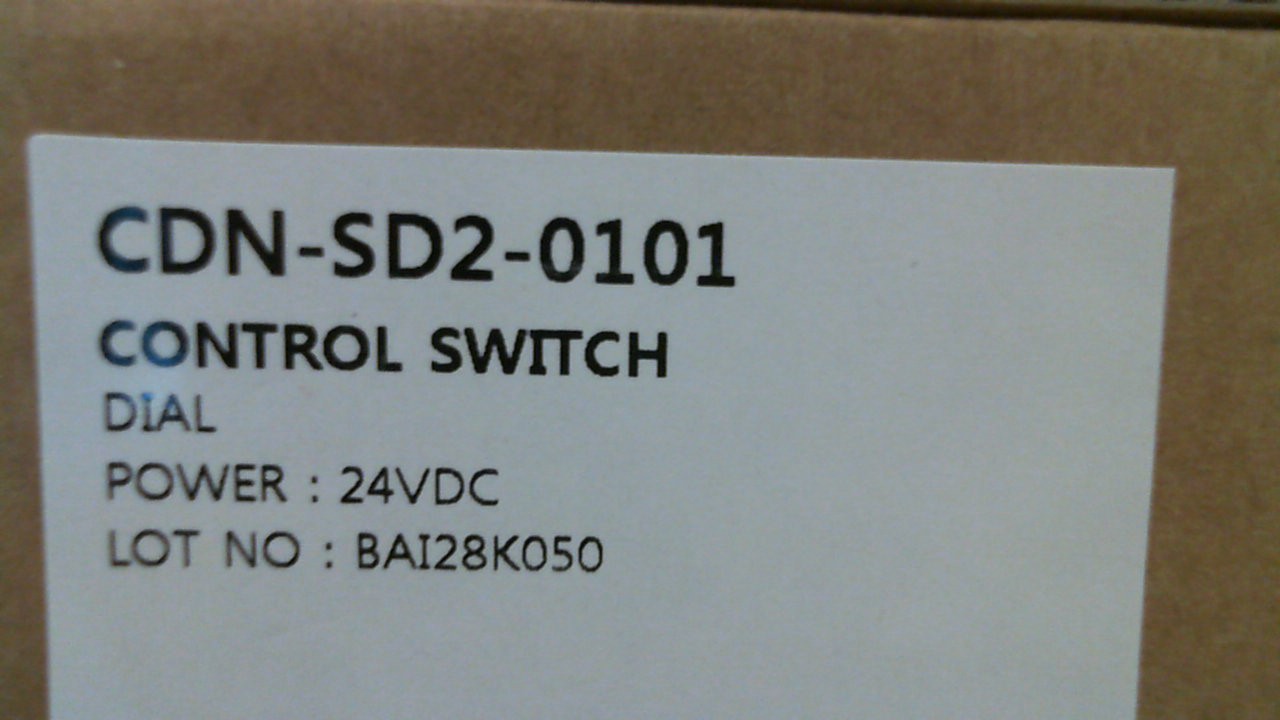 CDN-SD2-0101
CONTROL SWITCH
DIAL
POWER : 24VDC
LOT NO : BAI28K050